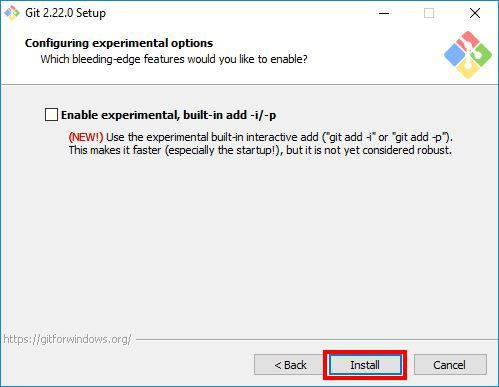 Git 2.22.0 Setup
Configuring experimental options
Which bleeding-edge features would you like to enable?
Enable experimental, built-in add -i/-p
(NEW!) Use the experimental built-in interactive add ("git add -i" or "git add -p").
This makes it faster (especially the startup!), but it is not yet considered robust.
https://gitforwindows.org/
< Back Install Cancel